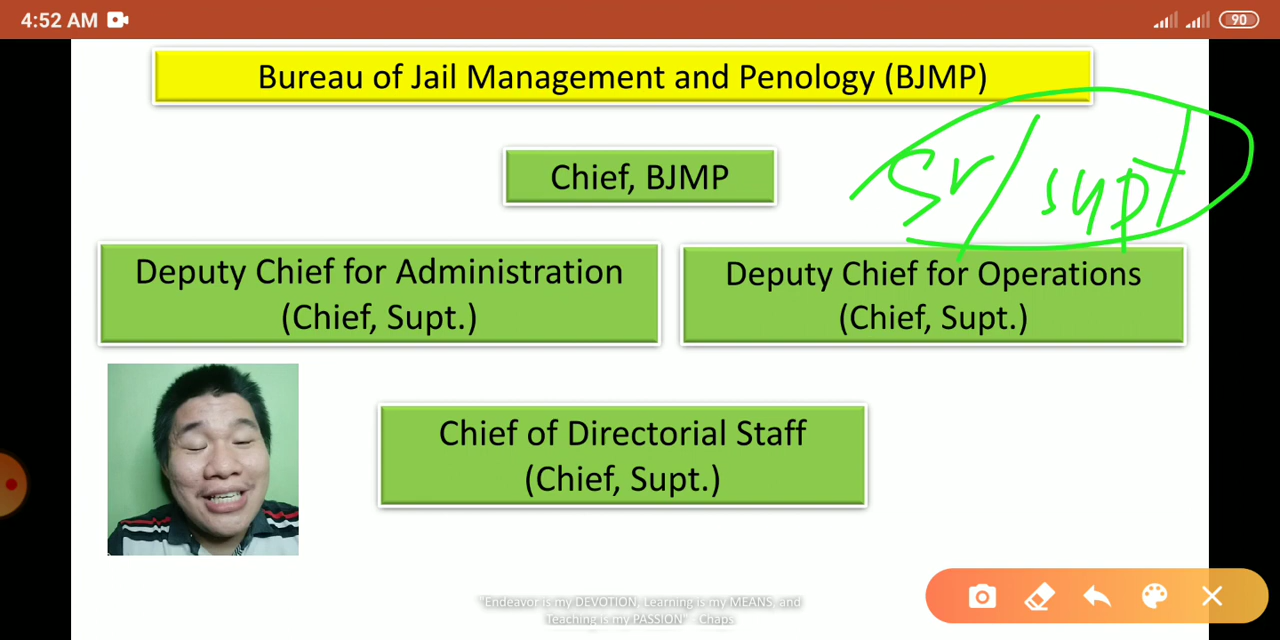 4:52 AM
90
Bureau of Jail Management and Penology (BJMP)
Chief, BJMP
Sr/supt
Deputy Chief for Administration
(Chief, Supt.)
Deputy Chief for Operations
(Chief, Supt.)
Chief of Directorial Staff
(Chief, Supt.)
"Endeavor is my DEVOTION, Learning is my MEANS, and
Teaching is my PASSION" - Chaps